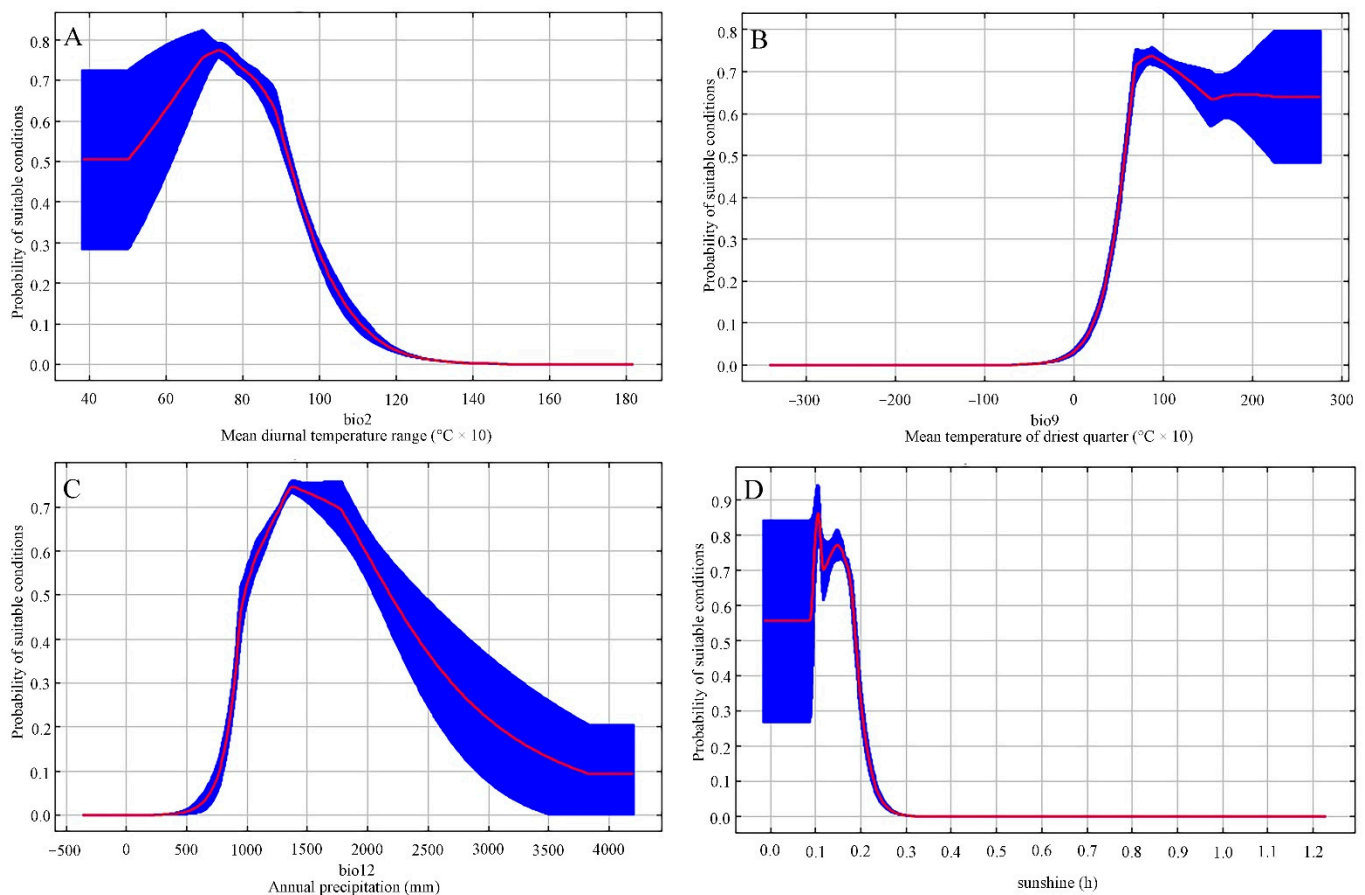 A
Probability of suitable conditions
0.8
0.7
0.6
0.5
0.4
0.3
0.2
0.1
0.0
40 60 80 100 120 140 160 180
bio2
Mean diurnal temperature range (°C × 10)
B
Probability of suitable conditions
0.8
0.7
0.6
0.5
0.4
0.3
0.2
0.1
0.0
−300 −200 −100 0 100 200 300
bio9
Mean temperature of driest quarter (°C × 10)
C
Probability of suitable conditions
0.7
0.6
0.5
0.4
0.3
0.2
0.1
0.0
−500 0 500 1000 1500 2000 2500 3000 3500 4000
bio12
Annual precipitation (mm)
D
Probability of suitable conditions
0.9
0.8
0.7
0.6
0.5
0.4
0.3
0.2
0.1
0.0
0.0 0.1 0.2 0.3 0.4 0.5 0.6 0.7 0.8 0.9 1.0 1.1 1.2
sunshine (h)